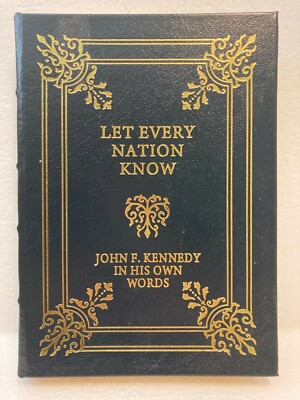 LET EVERY
NATION
KNOW
JOHN F. KENNEDY
IN HIS OWN
WORDS